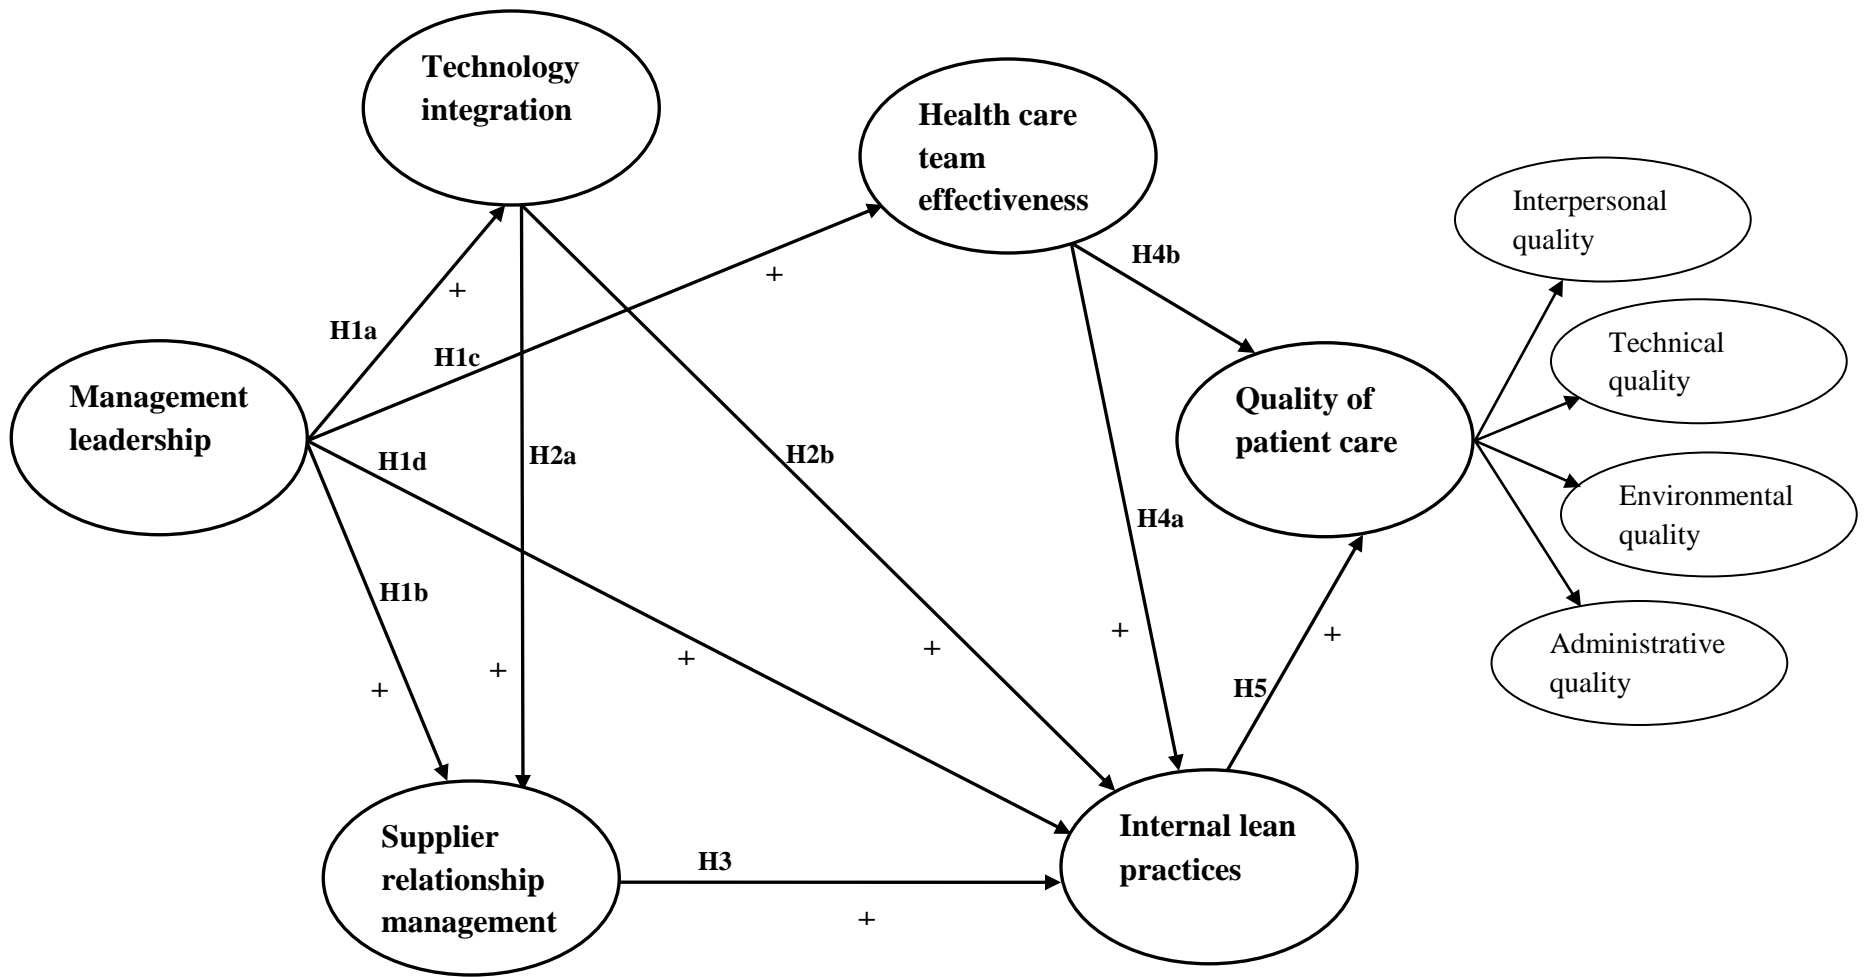 Technology
integration
Health care
team
effectiveness
Interpersonal
quality
H4b
+
+
H1a
H1c
Technical
quality
Management
leadership
Quality of
patient care
H1d
H2a
H2b
H4a
Environmental
quality
H1b
+
+
+
+
+
+
H5
Administrative
quality
Supplier
relationship
management
H3
+
Internal lean
practices